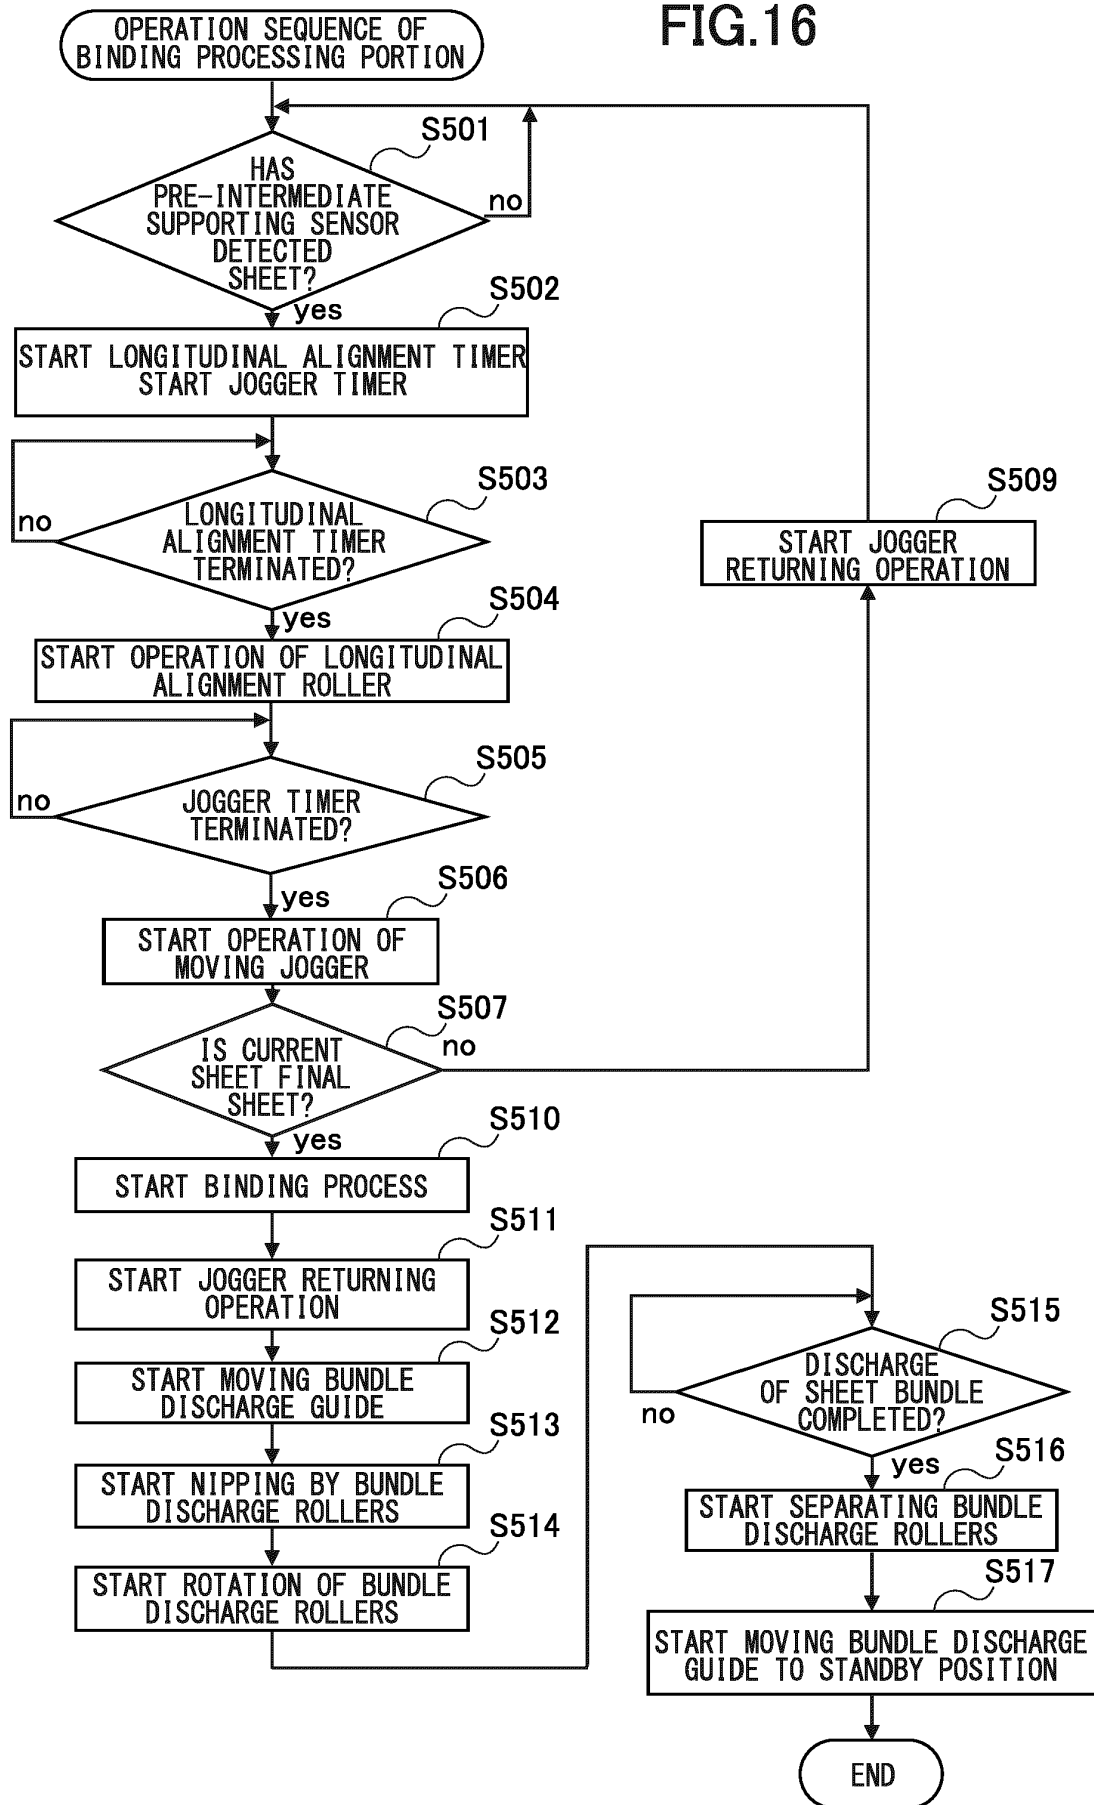 FIG.16
OPERATION SEQUENCE OF
BINDING PROCESSING PORTION
S501
HAS
PRE-INTERMEDIATE
SUPPORTING SENSOR
DETECTED
SHEET?
no
yes
S502
START LONGITUDINAL ALIGNMENT TIMER
START JOGGER TIMER
S503
LONGITUDINAL
ALIGNMENT TIMER
TERMINATED?
no
yes
S504
START OPERATION OF LONGITUDINAL
ALIGNMENT ROLLER
S505
JOGGER TIMER
TERMINATED?
no
yes
S506
START OPERATION OF
MOVING JOGGER
S507
IS CURRENT
SHEET FINAL
SHEET?
no
yes
S509
START JOGGER
RETURNING OPERATION
S510
START BINDING PROCESS
S511
START JOGGER RETURNING
OPERATION
S512
START MOVING BUNDLE
DISCHARGE GUIDE
S513
START NIPPING BY BUNDLE
DISCHARGE ROLLERS
S514
START ROTATION OF BUNDLE
DISCHARGE ROLLERS
S515
DISCHARGE
OF SHEET BUNDLE
COMPLETED?
no
yes
S516
START SEPARATING BUNDLE
DISCHARGE ROLLERS
S517
START MOVING BUNDLE DISCHARGE
GUIDE TO STANDBY POSITION
END